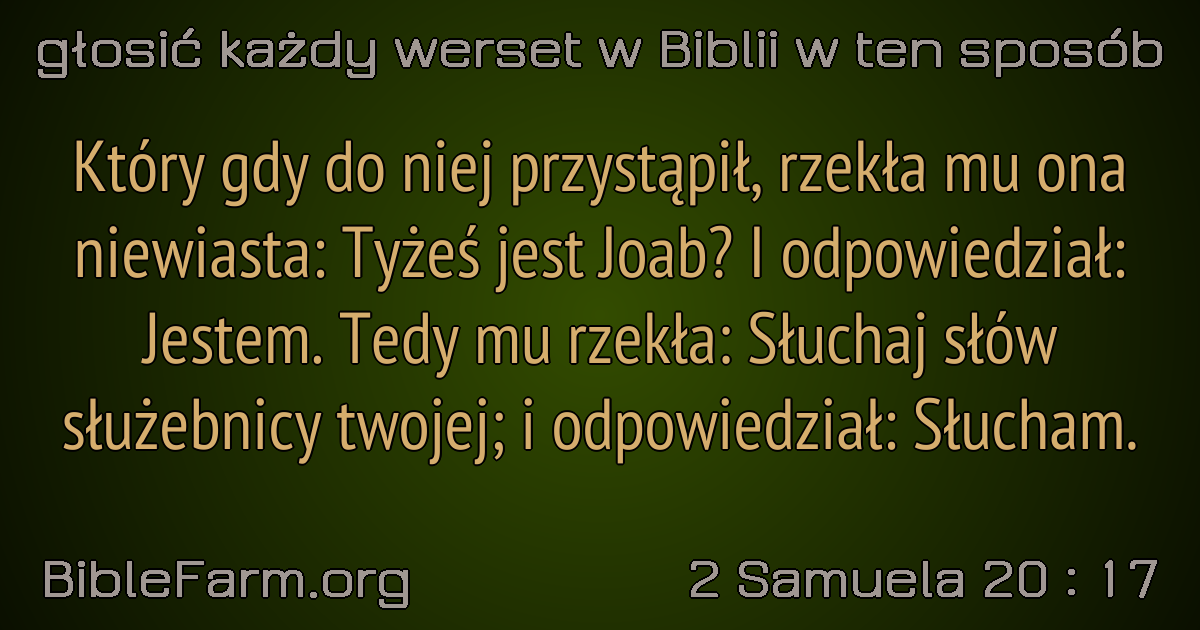 głosić każdy werset w Biblii w ten sposób
Który gdy do niej przystąpił, rzekła mu ona
niewiasta: Tyżeś jest Joab? I odpowiedział:
Jestem. Tedy mu rzekła: Słuchaj słów
służebnicy twojej; i odpowiedział: Słucham.
BibleFarm.org
2 Samuela 20 : 17